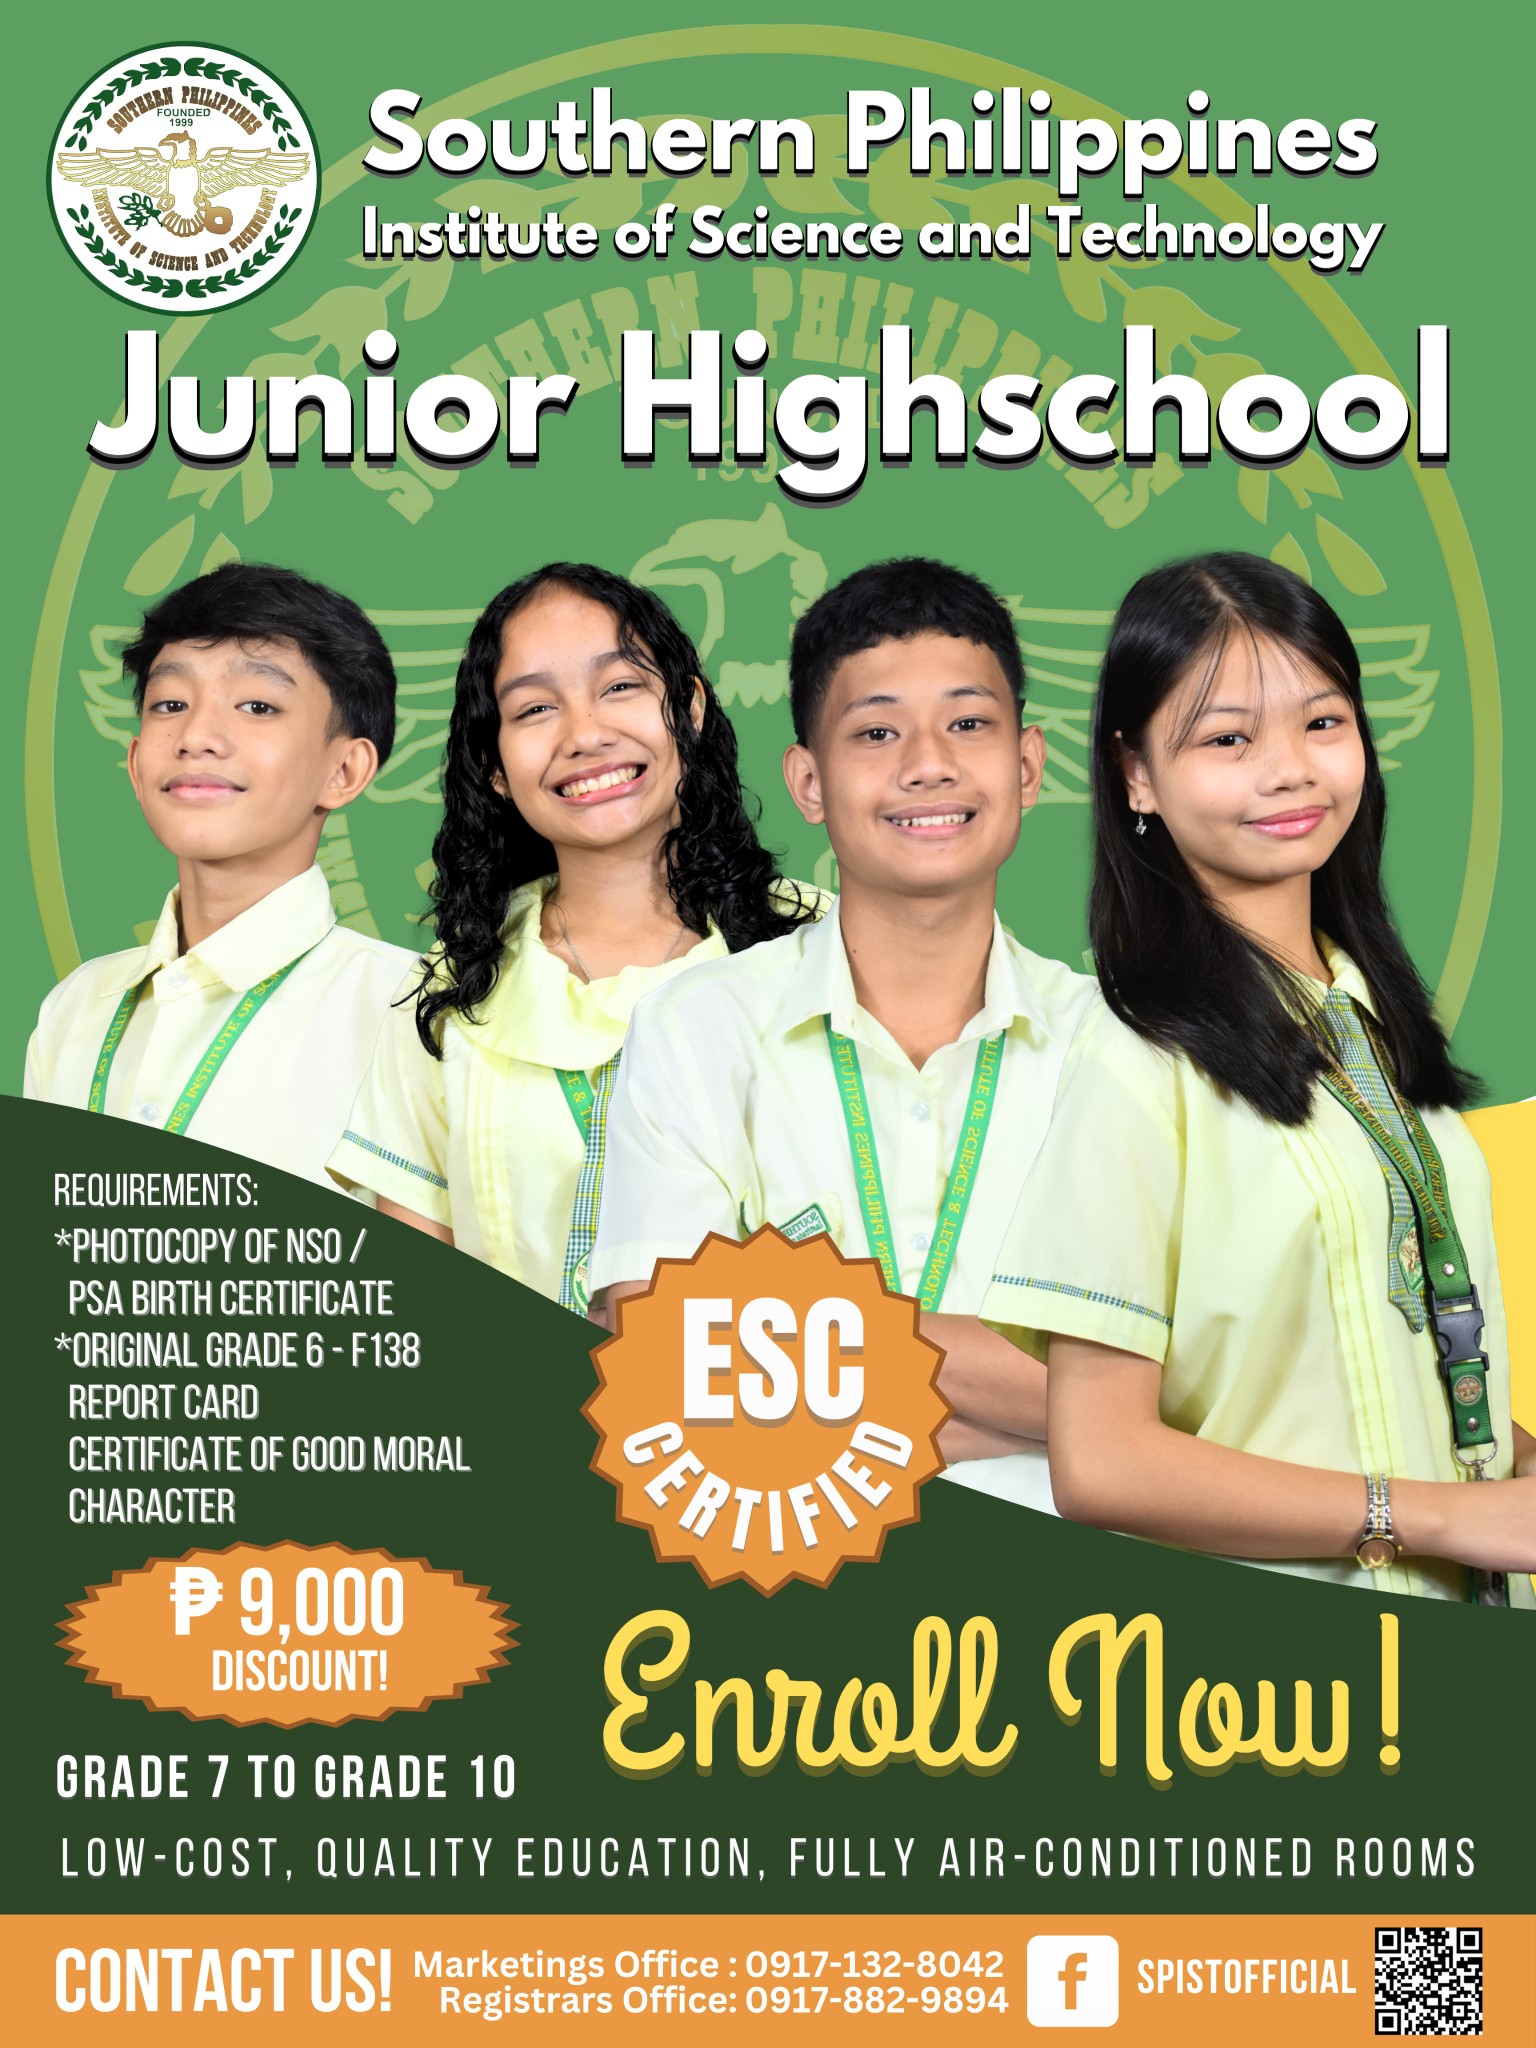 SOUTHERN PHILIPPINES
FOUNDED
1999
INSTITUTE OF SCIENCE AND TECHNOLOGY
Southern Philippines
Institute of Science and Technology
Junior Highschool
REQUIREMENTS:
*PHOTOCOPY OF NSO /
PSA BIRTH CERTIFICATE
*ORIGINAL GRADE 6 - F138
REPORT CARD
CERTIFICATE OF GOOD MORAL
CHARACTER
ESC
CERTIFIED
₱ 9,000
DISCOUNT!
Enroll Now!
GRADE 7 TO GRADE 10
LOW-COST, QUALITY EDUCATION, FULLY AIR-CONDITIONED ROOMS
CONTACT US!
Marketings Office : 0917-132-8042
Registrars Office: 0917-882-9894
f
SPISTOFFICIAL